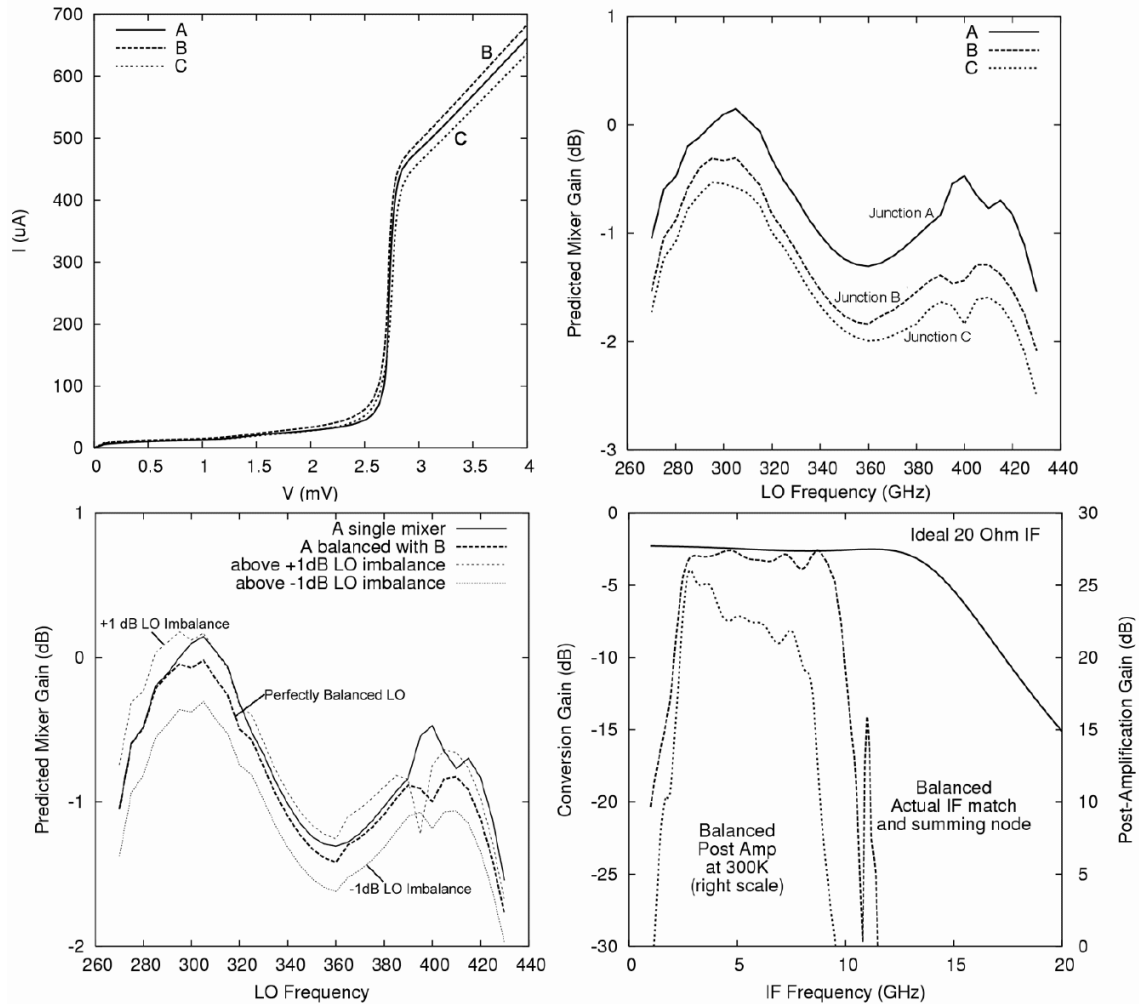 700
600
500
400
300
200
100
0
I (uA)
A
B
C
B
C
0
0.5
1
1.5
2
2.5
3
3.5
4
V (mV)
1
0
-1
-2
-3
Predicted Mixer Gain (dB)
A
B
C
Junction A
Junction B
Junction C
260
280
300
320
340
360
380
400
420
440
LO Frequency (GHz)
1
0
-1
-2
Predicted Mixer Gain (dB)
A single mixer
A balanced with B
above +1dB LO imbalance
above -1dB LO imbalance
+1 dB LO Imbalance
Perfectly Balanced LO
-1dB LO Imbalance
260
280
300
320
340
360
380
400
420
440
LO Frequency
0
-5
-10
-15
-20
-25
-30
Conversion Gain (dB)
Ideal 20 Ohm IF
Balanced
Actual IF match
and summing node
Balanced
Post Amp
at 300K
(right scale)
30
25
20
15
10
5
0
Post-Amplification Gain (dB)
0
5
10
15
20
IF Frequency (GHz)